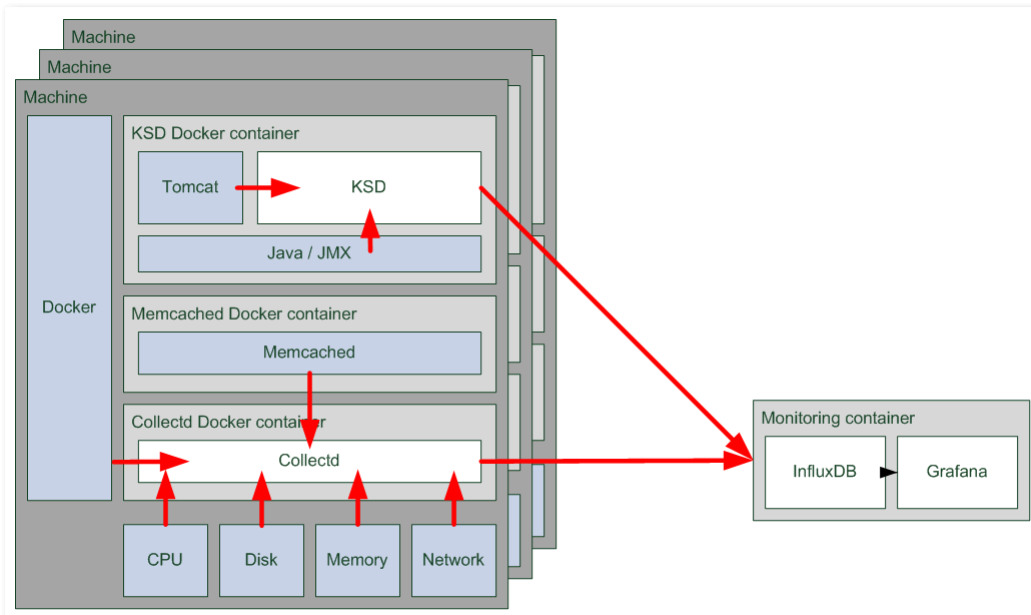 Machine
Machine
Machine
KSD Docker container
Tomcat
KSD
Java / JMX
Docker
Memcached Docker container
Memcached
Collectd Docker container
Collectd
Monitoring container
InfluxDB
Grafana
CPU
Disk
Memory
Network